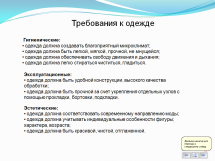 Требования к одежде
Гигиенические:
• одежда должна создавать благоприятный микроклимат;
• одежда должна быть легкой, мягкой, прочной, не мнущейся;
• одежда должна обеспечивать свободу движения и дыхания;
• одежда должна легко стираться чиститься, гладиться.
Эксплуатационные:
• одежда должна быть удобной конструкции, высокого качества
обработки;
• одежда должна быть прочной за счет укрепления отдельных узлов с
помощью прокладки, бортовки, подкладки.
Эстетические:
• одежда должна соответствовать современному направлению моды;
• одежда должна учитывать индивидуальные особенности фигуры,
характера, возраста;
• одежда должна быть красивой, чистой, отглаженной.